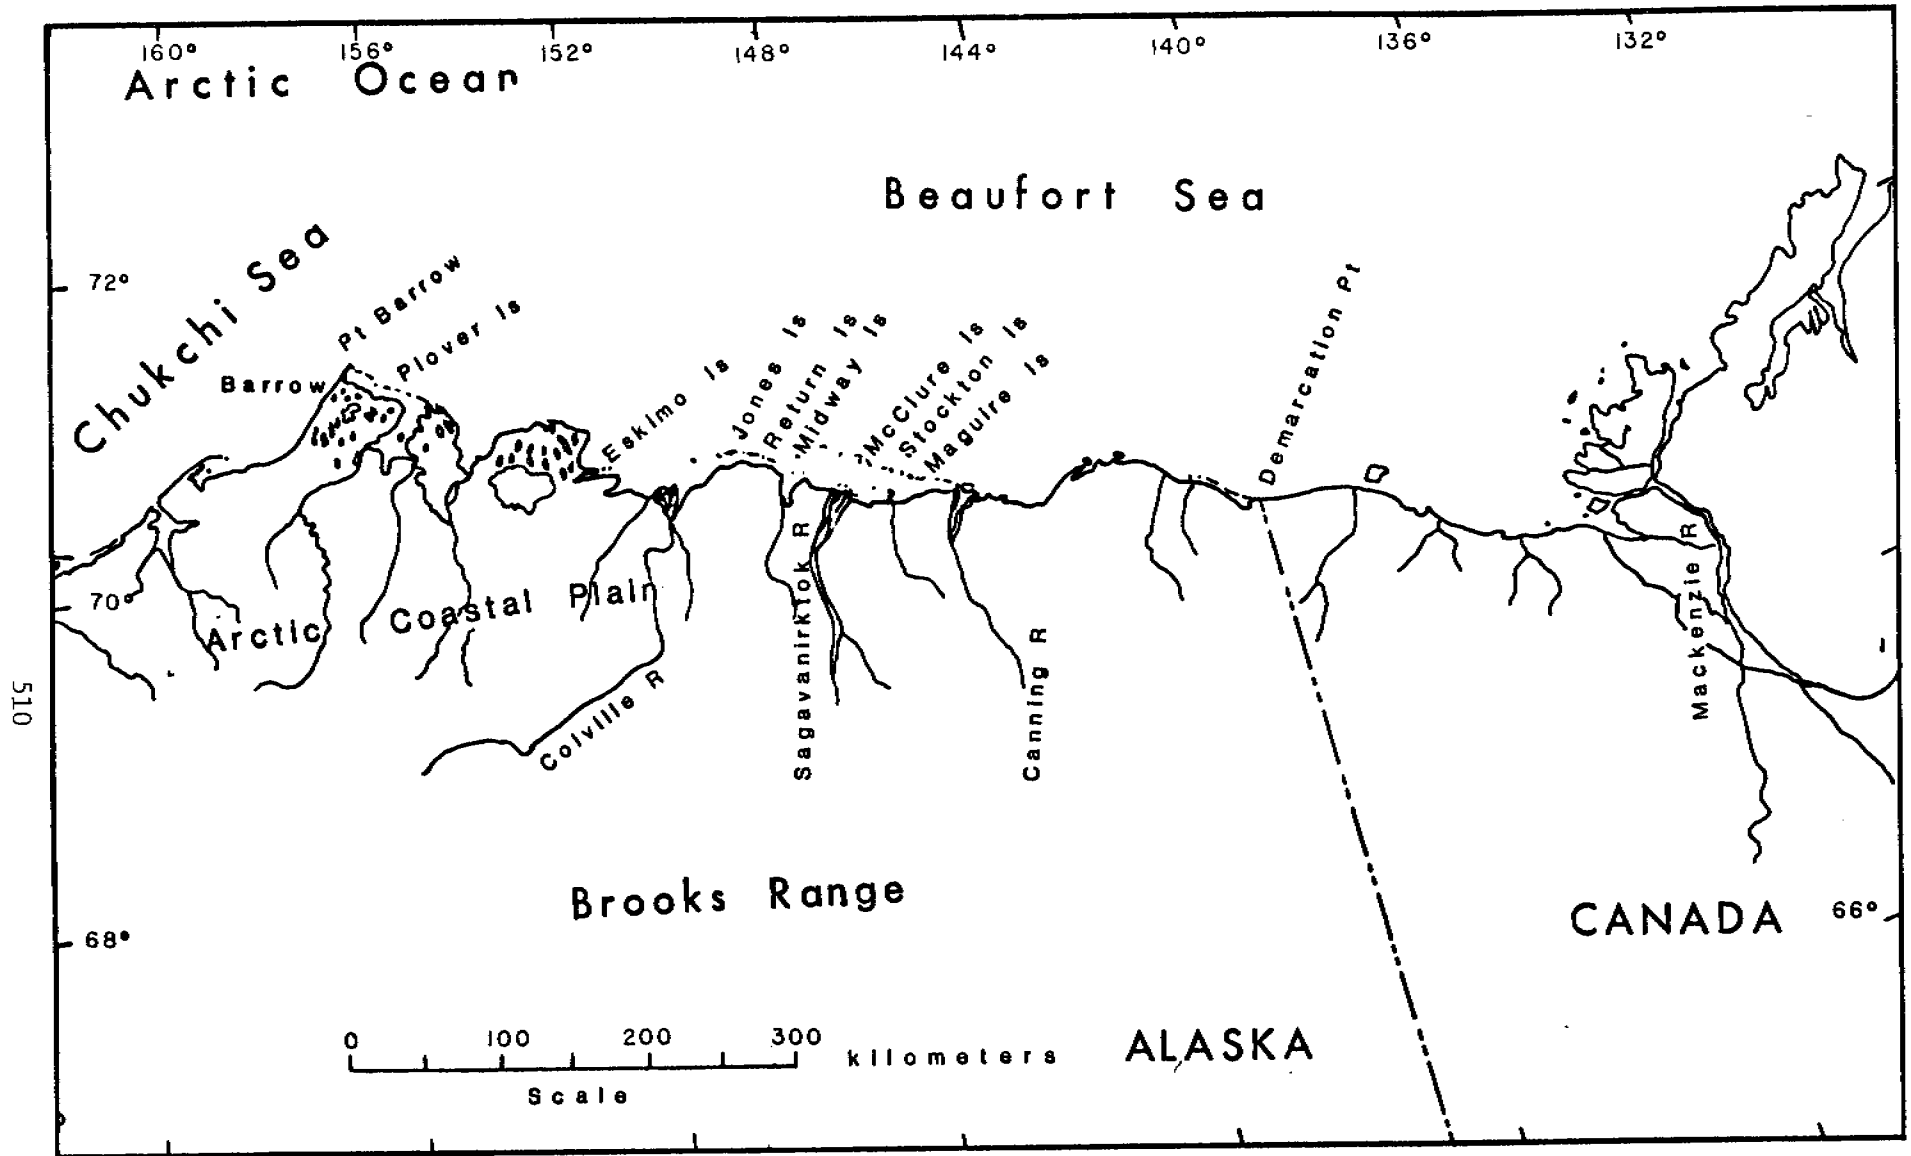 160° 156° 152° 148° 144° 140° 136° 132°
Arctic Ocean
Beaufort Sea
Chukchi Sea
72°
Pt Barrow
Plover Is
Barrow
Eskimo Is
Jones Is
Return Is
Midway Is
McClure Is
Stockton Is
Maguire Is
Demarcation Pt
70°
Arctic Coastal Plain
Colville R
Sagavanirktok R
Canning R
Mackenzie R
510
Brooks Range
CANADA
66°
68°
0 100 200 300 kilometers
Scale
ALASKA